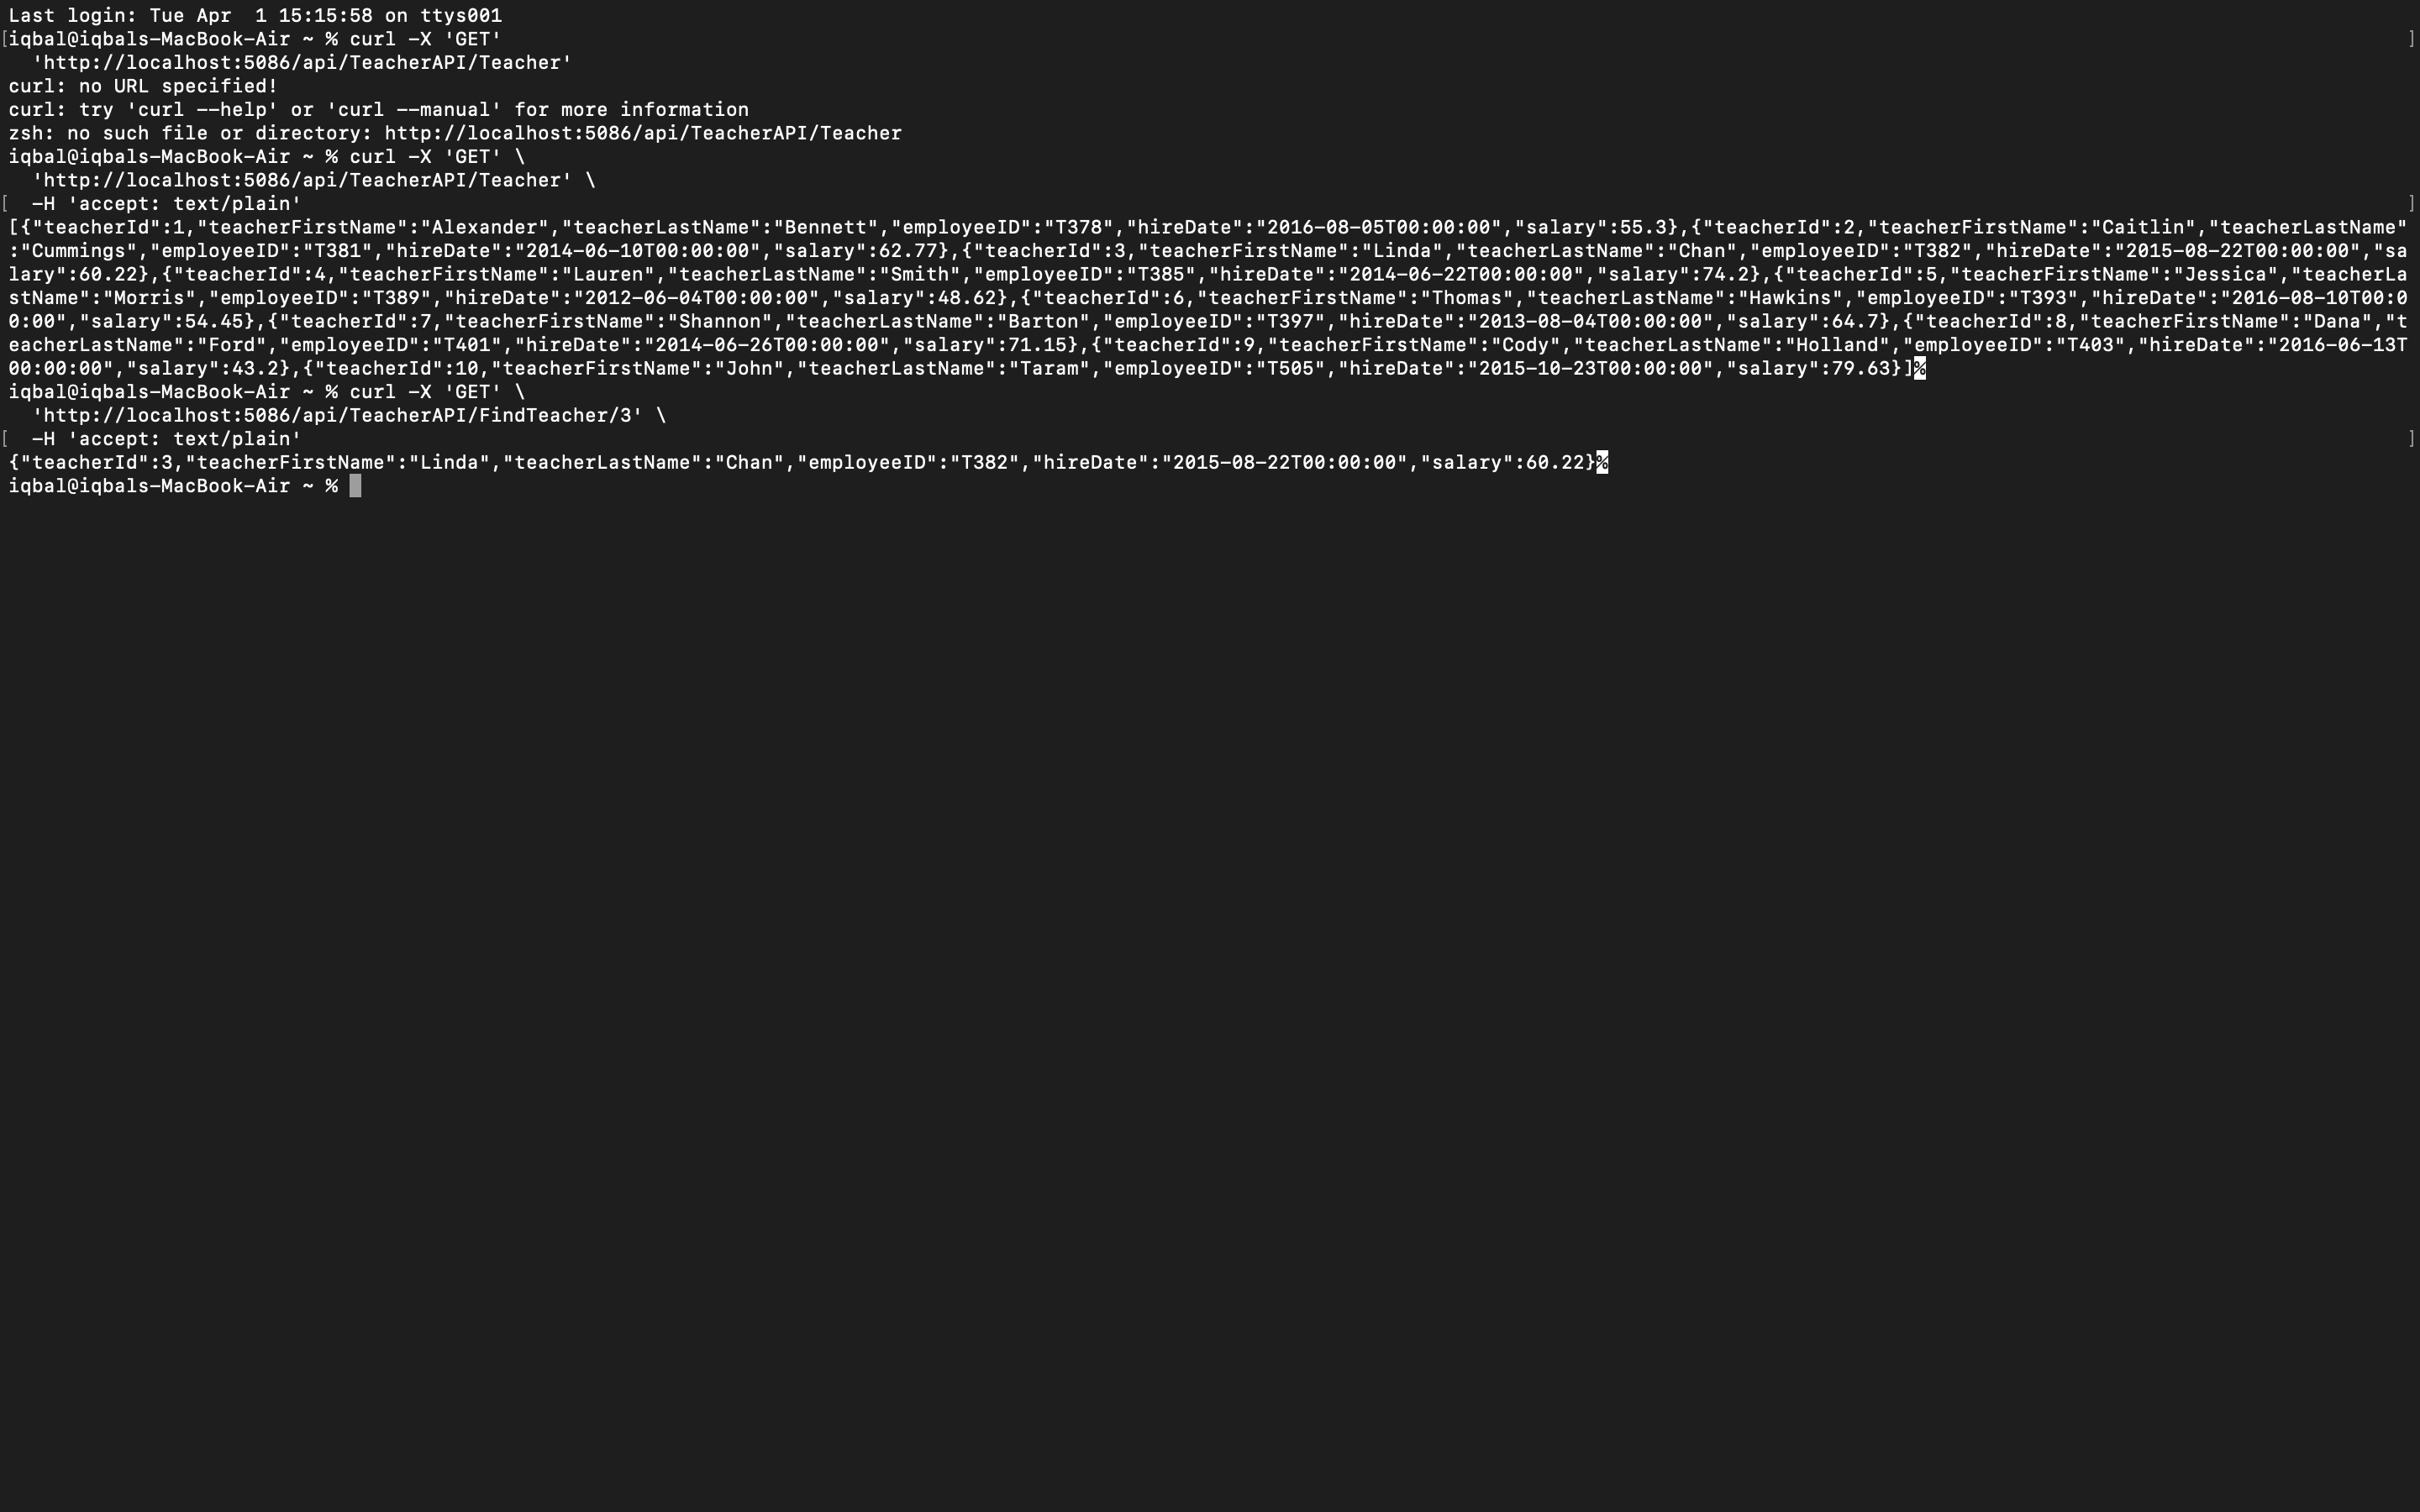 Last login: Tue Apr  1 15:15:58 on ttys001
[iqbal@iqbals-MacBook-Air ~ % curl -X 'GET' ]
  'http://localhost:5086/api/TeacherAPI/Teacher'
curl: no URL specified!
curl: try 'curl --help' or 'curl --manual' for more information
zsh: no such file or directory: http://localhost:5086/api/TeacherAPI/Teacher
iqbal@iqbals-MacBook-Air ~ % curl -X 'GET' \
  'http://localhost:5086/api/TeacherAPI/Teacher' \
[  -H 'accept: text/plain' ]
[{"teacherId":1,"teacherFirstName":"Alexander","teacherLastName":"Bennett","employeeID":"T378","hireDate":"2016-08-05T00:00:00","salary":55.3},{"teacherId":2,"teacherFirstName":"Caitlin","teacherLastName"
:"Cummings","employeeID":"T381","hireDate":"2014-06-10T00:00:00","salary":62.77},{"teacherId":3,"teacherFirstName":"Linda","teacherLastName":"Chan","employeeID":"T382","hireDate":"2015-08-22T00:00:00","sa
lary":60.22},{"teacherId":4,"teacherFirstName":"Lauren","teacherLastName":"Smith","employeeID":"T385","hireDate":"2014-06-22T00:00:00","salary":74.2},{"teacherId":5,"teacherFirstName":"Jessica","teacherLa
stName":"Morris","employeeID":"T389","hireDate":"2012-06-04T00:00:00","salary":48.62},{"teacherId":6,"teacherFirstName":"Thomas","teacherLastName":"Hawkins","employeeID":"T393","hireDate":"2016-08-10T00:0
0:00","salary":54.45},{"teacherId":7,"teacherFirstName":"Shannon","teacherLastName":"Barton","employeeID":"T397","hireDate":"2013-08-04T00:00:00","salary":64.7},{"teacherId":8,"teacherFirstName":"Dana","t
eacherLastName":"Ford","employeeID":"T401","hireDate":"2014-06-26T00:00:00","salary":71.15},{"teacherId":9,"teacherFirstName":"Cody","teacherLastName":"Holland","employeeID":"T403","hireDate":"2016-06-13T
00:00:00","salary":43.2},{"teacherId":10,"teacherFirstName":"John","teacherLastName":"Taram","employeeID":"T505","hireDate":"2015-10-23T00:00:00","salary":79.63}]%
iqbal@iqbals-MacBook-Air ~ % curl -X 'GET' \
  'http://localhost:5086/api/TeacherAPI/FindTeacher/3' \
[  -H 'accept: text/plain' ]
{"teacherId":3,"teacherFirstName":"Linda","teacherLastName":"Chan","employeeID":"T382","hireDate":"2015-08-22T00:00:00","salary":60.22}%
iqbal@iqbals-MacBook-Air ~ %